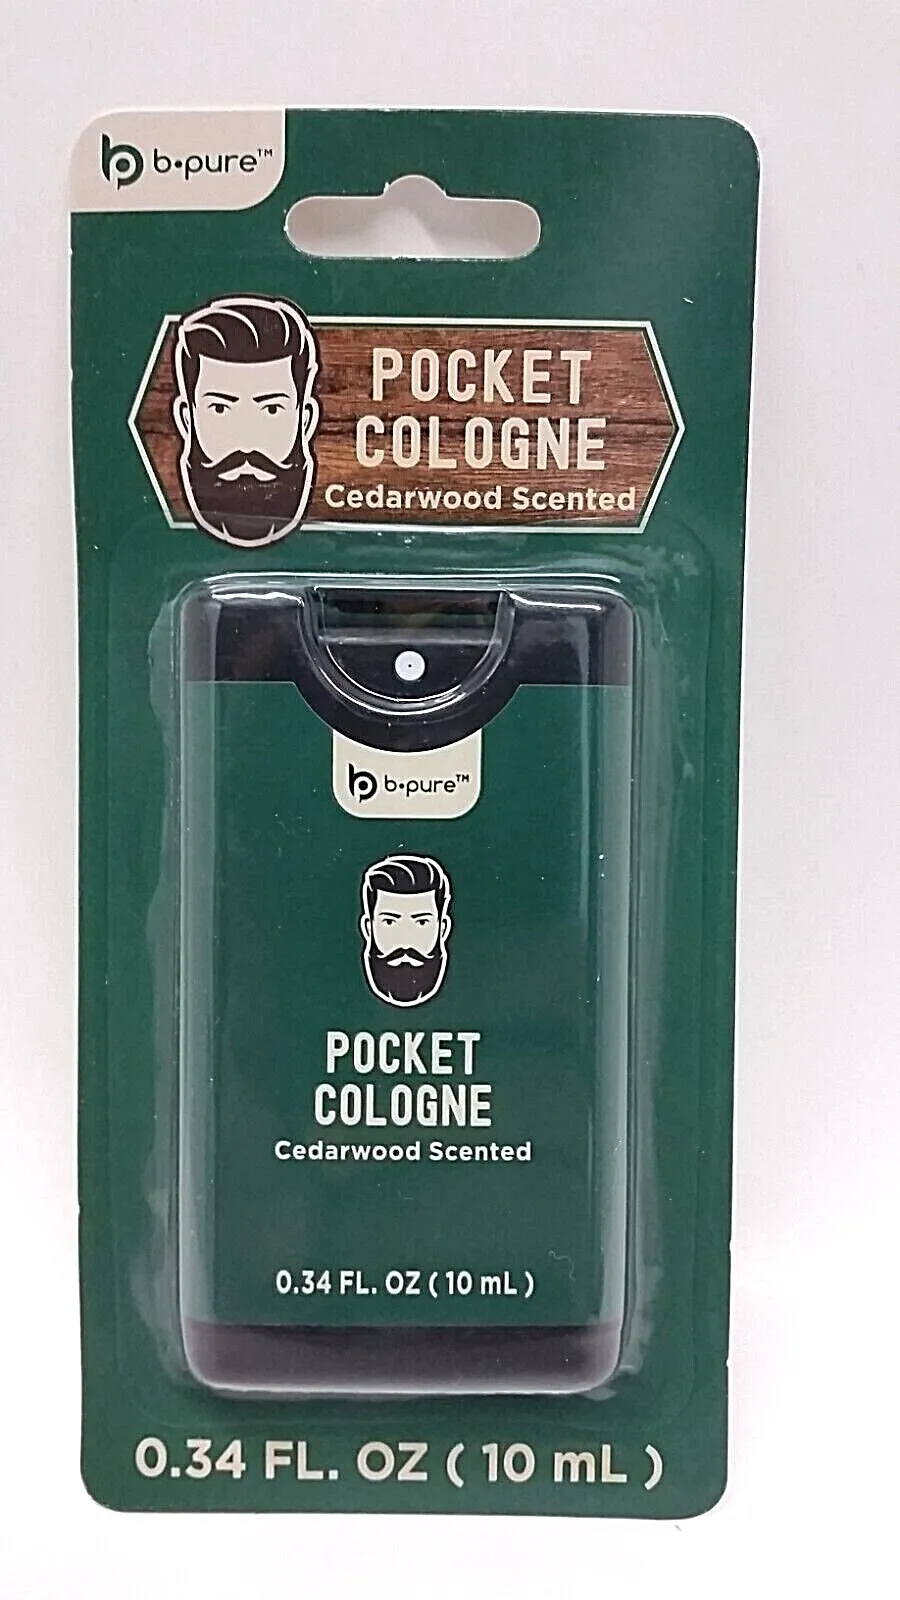 b•pure™
POCKET
COLOGNE
Cedarwood Scented
b•pure™
POCKET
COLOGNE
Cedarwood Scented
0.34 FL. OZ ( 10 mL )
0.34 FL. OZ ( 10 mL )